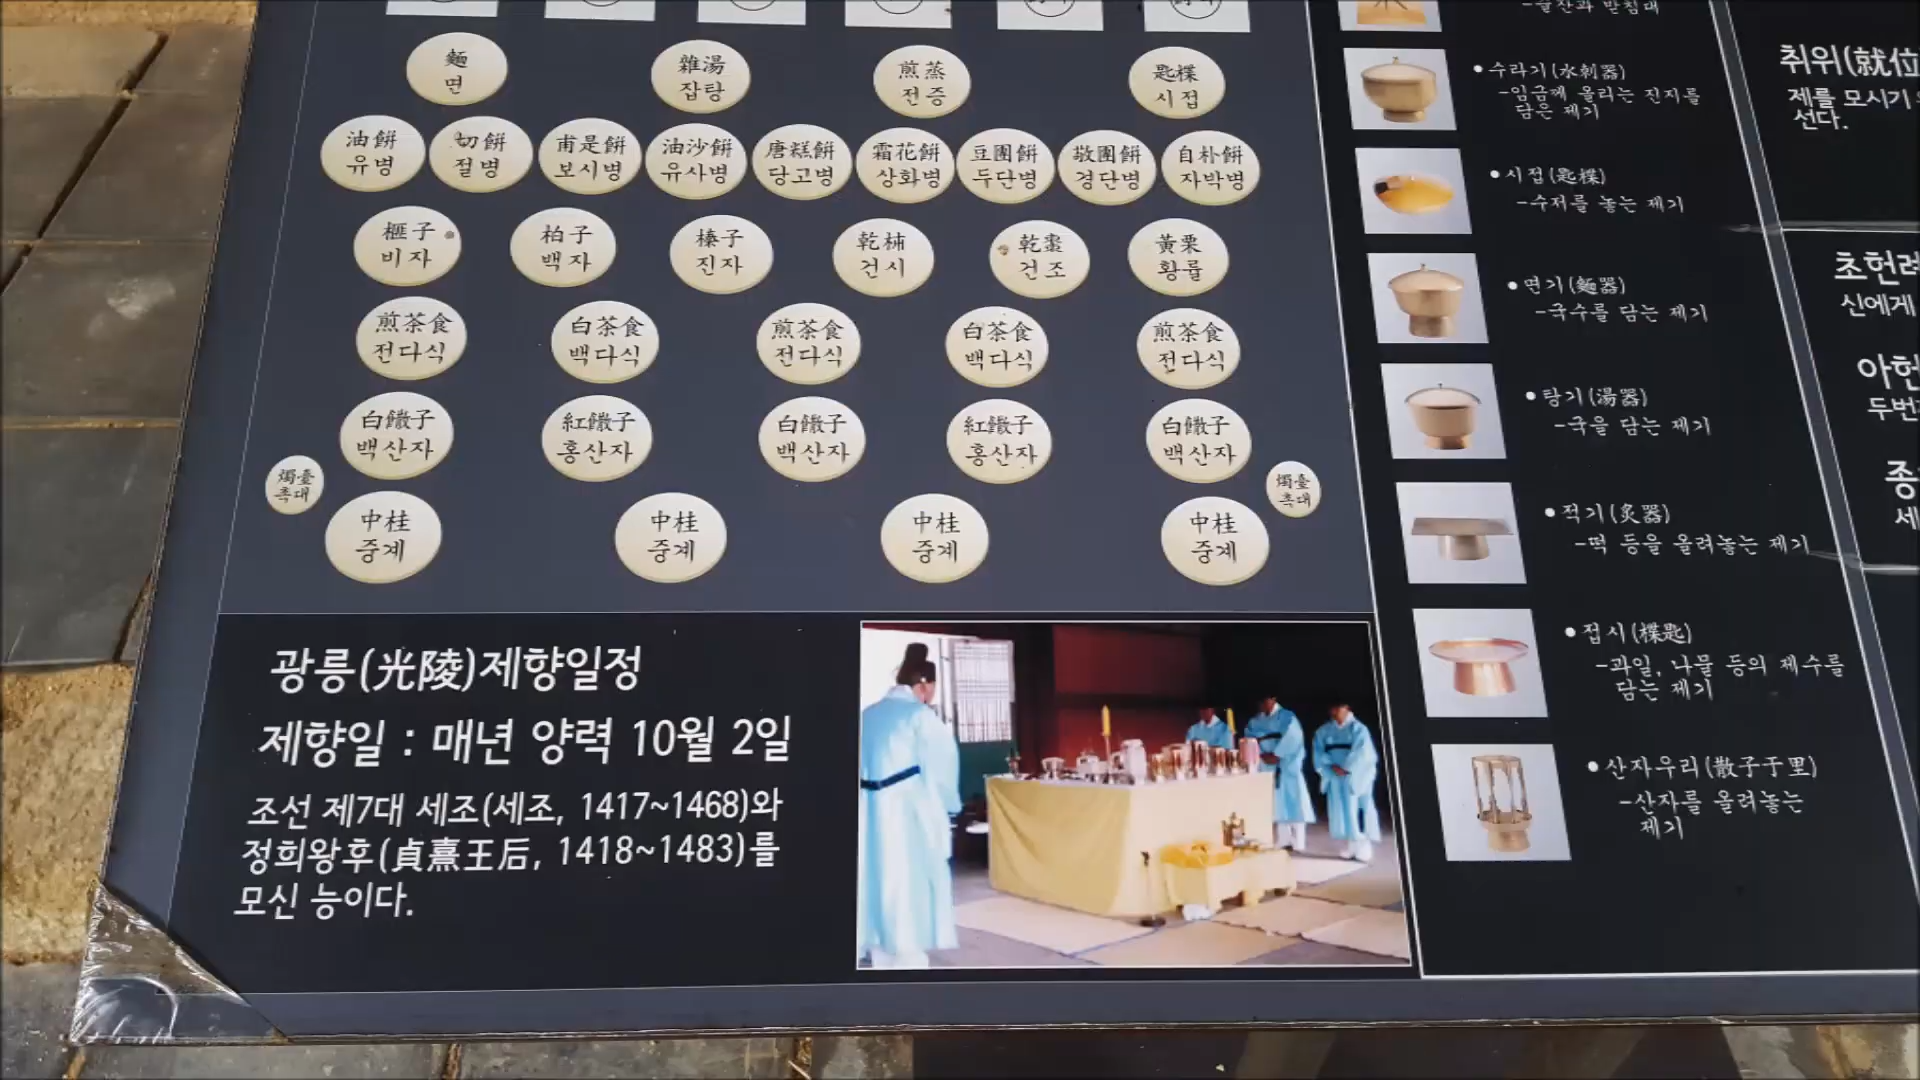 麵
면
雜湯
잡탕
煎蒸
전증
匙楪
시접
油餠
유병
切餠
절병
甫是餠
보시병
油沙餠
유사병
唐糕餠
당고병
霜花餠
상화병
豆團餠
두단병
敬團餠
경단병
自朴餠
자박병
榧子
비자
柏子
백자
榛子
진자
乾柿
건시
乾棗
건조
黃栗
황률
煎茶食
전다식
白茶食
백다식
煎茶食
전다식
白茶食
백다식
煎茶食
전다식
白饊子
백산자
紅饊子
홍산자
白饊子
백산자
紅饊子
홍산자
白饊子
백산자
燭臺
촉대
燭臺
촉대
中桂
중계
中桂
중계
中桂
중계
中桂
중계
광릉(光陵)제향일정
제향일 : 매년 양력 10월 2일
조선 제7대 세조(세조, 1417~1468)와
정희왕후(貞熹王后, 1418~1483)를
모신 능이다.
-술잔과 받침대
• 수라기(水剌器)
-임금께 올리는 진지를
담은 제기
• 시접(匙楪)
-수저를 놓는 제기
• 면기(麵器)
-국수를 담는 제기
• 탕기(湯器)
-국을 담는 제기
• 적기(炙器)
-떡 등을 올려놓는 제기
• 접시(楪匙)
-과일, 나물 등의 제수를
담는 제기
• 산자우리(散子于里)
-산자를 올려놓는
제기
취위(就位
제를 모시기
선다.
초헌례
신에게
아헌
두번
종
세